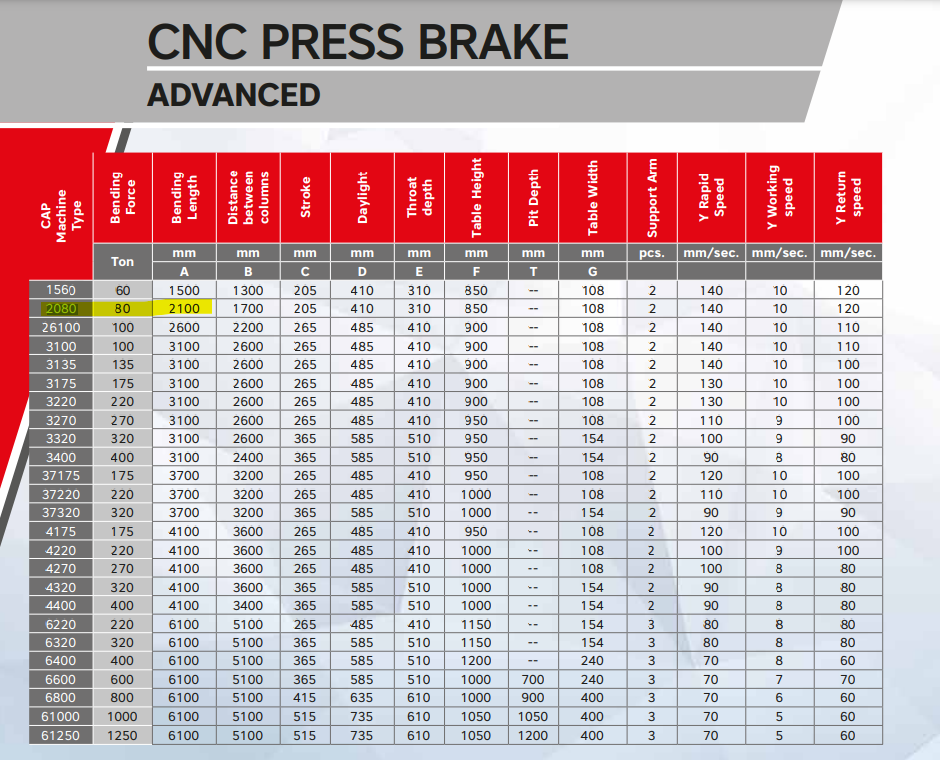 CNC PRESS BRAKE
ADVANCED
CAP Machine Type Bending Force Bending Length Distance between columns Stroke Daylight Throat depth Table Height Pit Depth Table Width Support Arm Y Rapid Speed Y Working speed Y Return speed
Ton mm mm mm mm mm mm mm mm pcs. mm/sec. mm/sec. mm/sec.
A B C D E F T G
1560 60 1500 1300 205 410 310 850 108 2 140 10 120
2080 80 2100 1700 205 410 310 850 108 2 140 10 120
26100 100 2600 2200 265 485 410 900 -- 108 2 140 10 110
3100 100 3100 2600 265 485 410 900 -- 108 2 140 10 110
3135 135 3100 2600 265 485 410 900 -- 108 2 140 10 100
3175 175 3100 2600 265 485 410 900 -- 108 2 130 10 100
3220 220 3100 2600 265 485 410 900 -- 108 2 130 10 100
3270 270 3100 2600 265 485 410 950 -- 108 2 110 9 100
3320 320 3100 2600 365 585 510 950 -- 154 2 100 9 90
3400 400 3100 2400 365 585 510 950 -- 154 2 90 8 80
37175 175 3700 3200 265 485 410 950 -- 108 2 120 10 100
37220 220 3700 3200 265 485 410 1000 -- 108 2 110 10 100
37320 320 3700 3200 365 585 510 1000 -- 154 2 90 9 90
4175 175 4100 3600 265 485 410 950 -- 108 2 120 10 100
4220 220 4100 3600 265 485 410 1000 -- 108 2 100 9 100
4270 270 4100 3600 265 485 410 1000 -- 108 2 100 8 80
4320 320 4100 3600 365 585 510 1000 -- 154 2 90 8 80
4400 400 4100 3400 365 585 510 1000 -- 154 2 90 8 80
6220 220 6100 5100 265 485 410 1150 -- 154 3 80 8 80
6320 320 6100 5100 365 585 510 1150 -- 154 3 80 8 80
6400 400 6100 5100 365 585 510 1200 -- 240 3 70 8 60
6600 600 6100 5100 365 585 510 1000 700 240 3 70 7 70
6800 800 6100 5100 415 635 610 1000 900 400 3 70 6 60
61000 1000 6100 5100 515 735 610 1050 1050 400 3 70 5 60
61250 1250 6100 5100 515 735 610 1050 1200 400 3 70 5 60